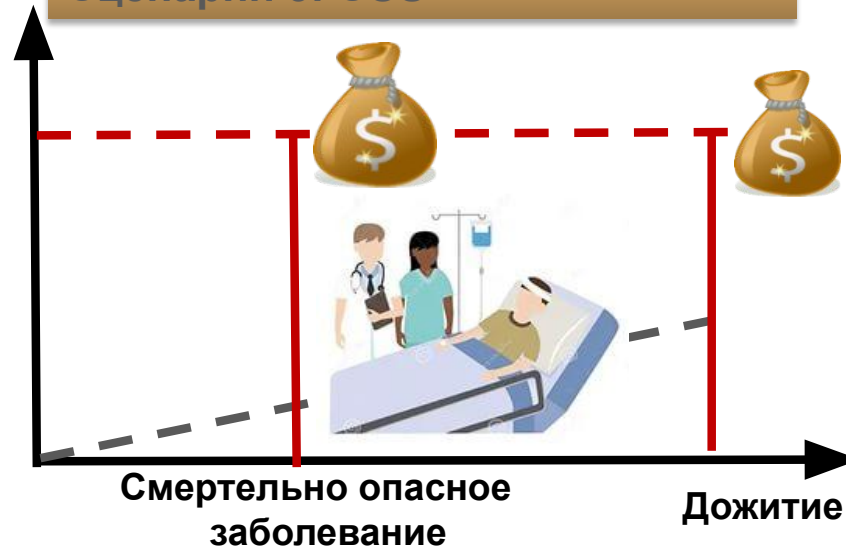 Смертельно опасное
заболевание
Дожитие
$
$